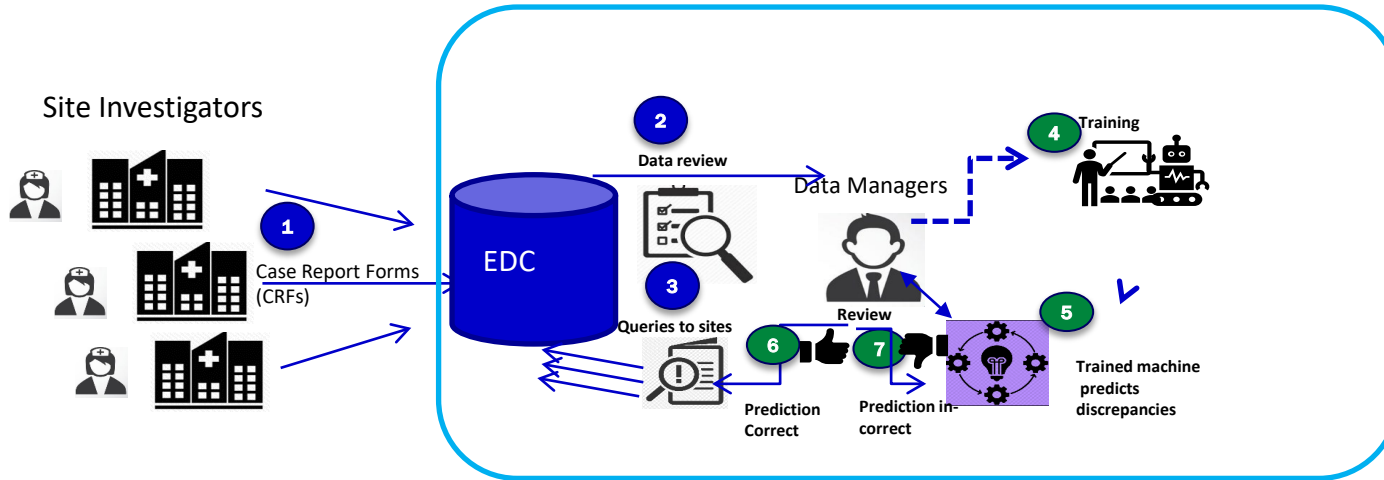 Site Investigators
1
Case Report Forms
(CRFs)
EDC
2
Data review
3
Queries to sites
Data Managers
4
Training
Review
5
Trained machine
predicts
discrepancies
6
Prediction
Correct
7
Prediction in-
correct